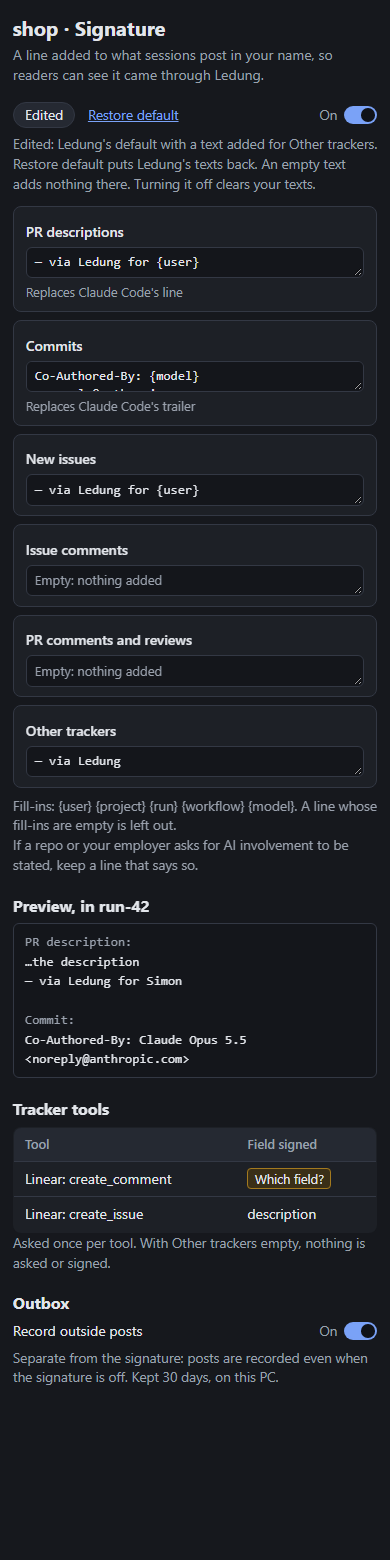 shop · Signature
A line added to what sessions post in your name, so
readers can see it came through Ledung.
Edited
Restore default
On
Edited: Ledung's default with a text added for Other trackers.
Restore default puts Ledung's texts back. An empty text
adds nothing there. Turning it off clears your texts.
PR descriptions
— via Ledung for {user}
Replaces Claude Code's line
Commits
Co-Authored-By: {model}
Replaces Claude Code's trailer
New issues
— via Ledung for {user}
Issue comments
Empty: nothing added
PR comments and reviews
Empty: nothing added
Other trackers
— via Ledung
Fill-ins: {user} {project} {run} {workflow} {model}. A line whose
fill-ins are empty is left out.
If a repo or your employer asks for AI involvement to be
stated, keep a line that says so.
Preview, in run-42
PR description:
…the description
— via Ledung for Simon
Commit:
Co-Authored-By: Claude Opus 5.5
<noreply@anthropic.com>
Tracker tools
Tool
Field signed
Linear: create_comment
Which field?
Linear: create_issue
description
Asked once per tool. With Other trackers empty, nothing is
asked or signed.
Outbox
Record outside posts
On
Separate from the signature: posts are recorded even when
the signature is off. Kept 30 days, on this PC.